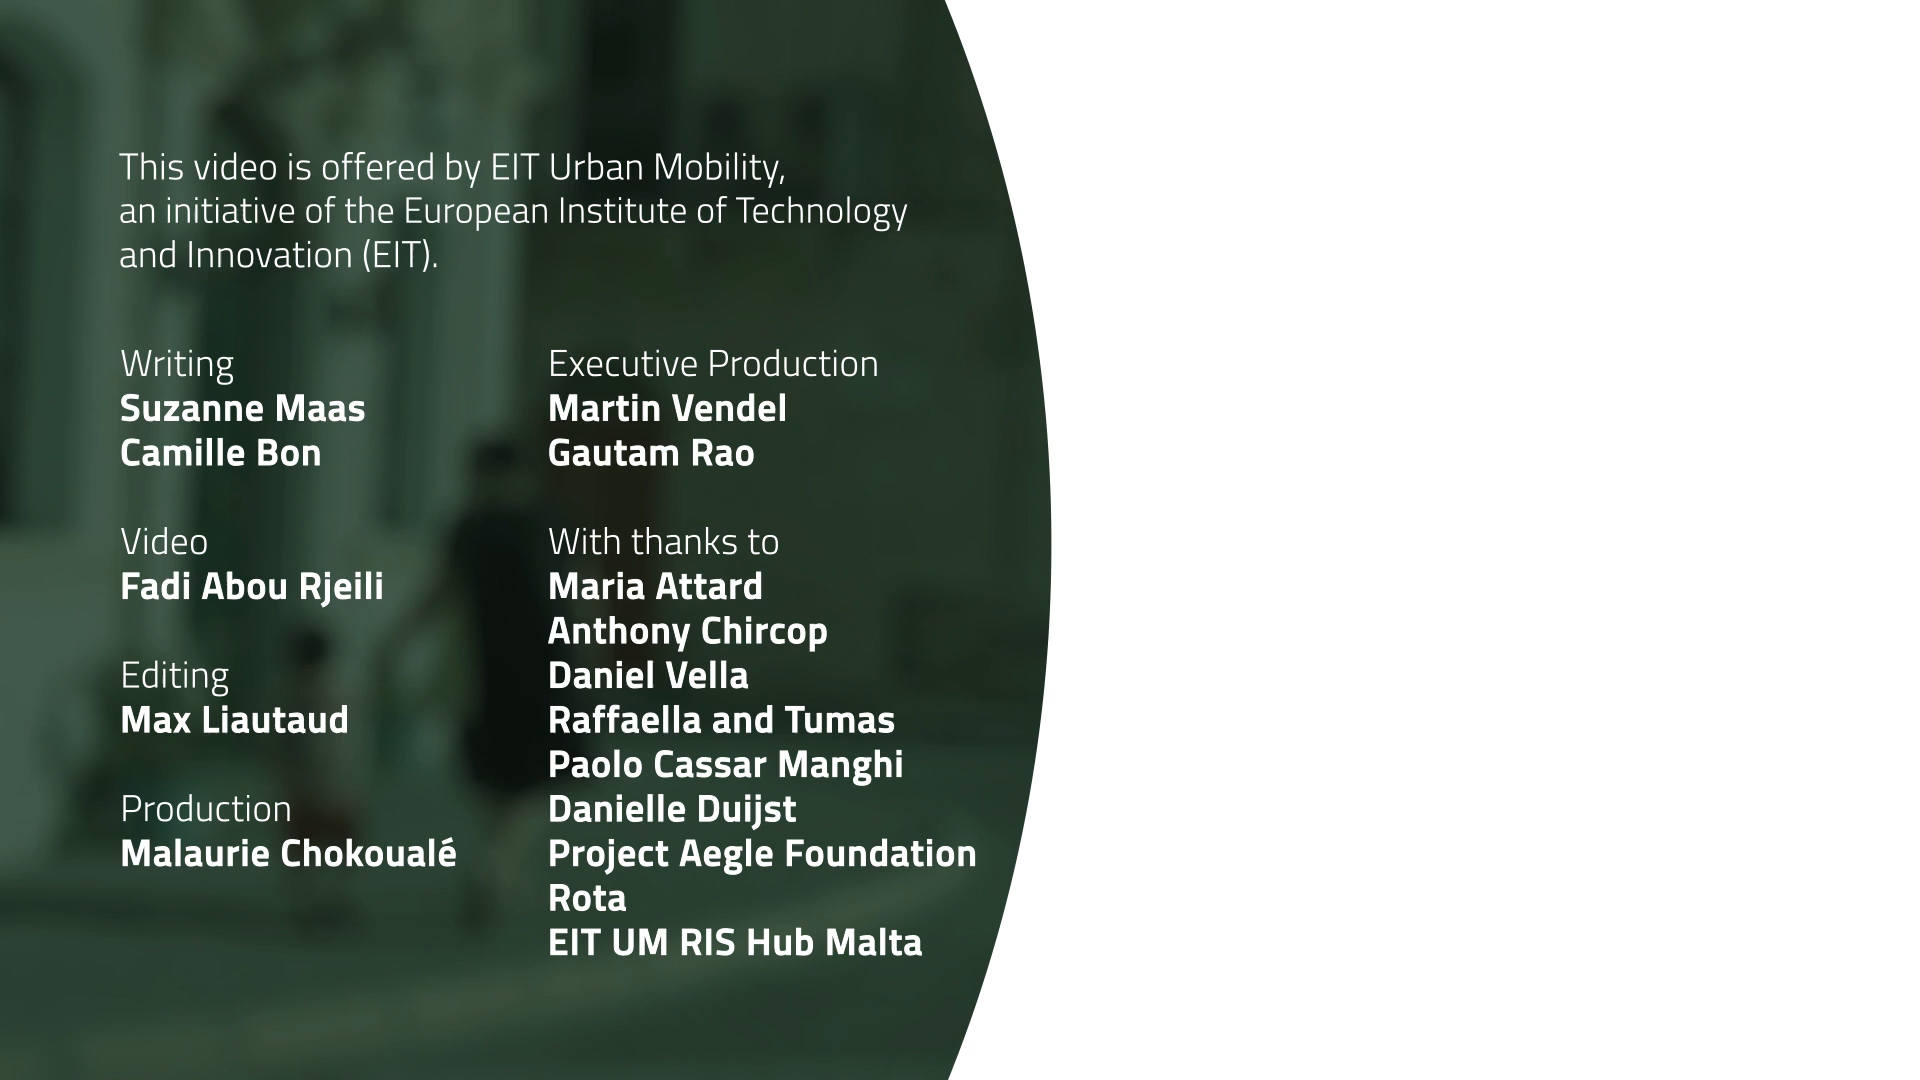 This video is offered by EIT Urban Mobility,
an initiative of the European Institute of Technology
and Innovation (EIT).
Writing
Suzanne Maas
Camille Bon
Video
Fadi Abou Rjeili
Editing
Max Liautaud
Production
Malaurie Chokoualé
Executive Production
Martin Vendel
Gautam Rao
With thanks to
Maria Attard
Anthony Chircop
Daniel Vella
Raffaella and Tumas
Paolo Cassar Manghi
Danielle Duijst
Project Aegle Foundation
Rota
EIT UM RIS Hub Malta